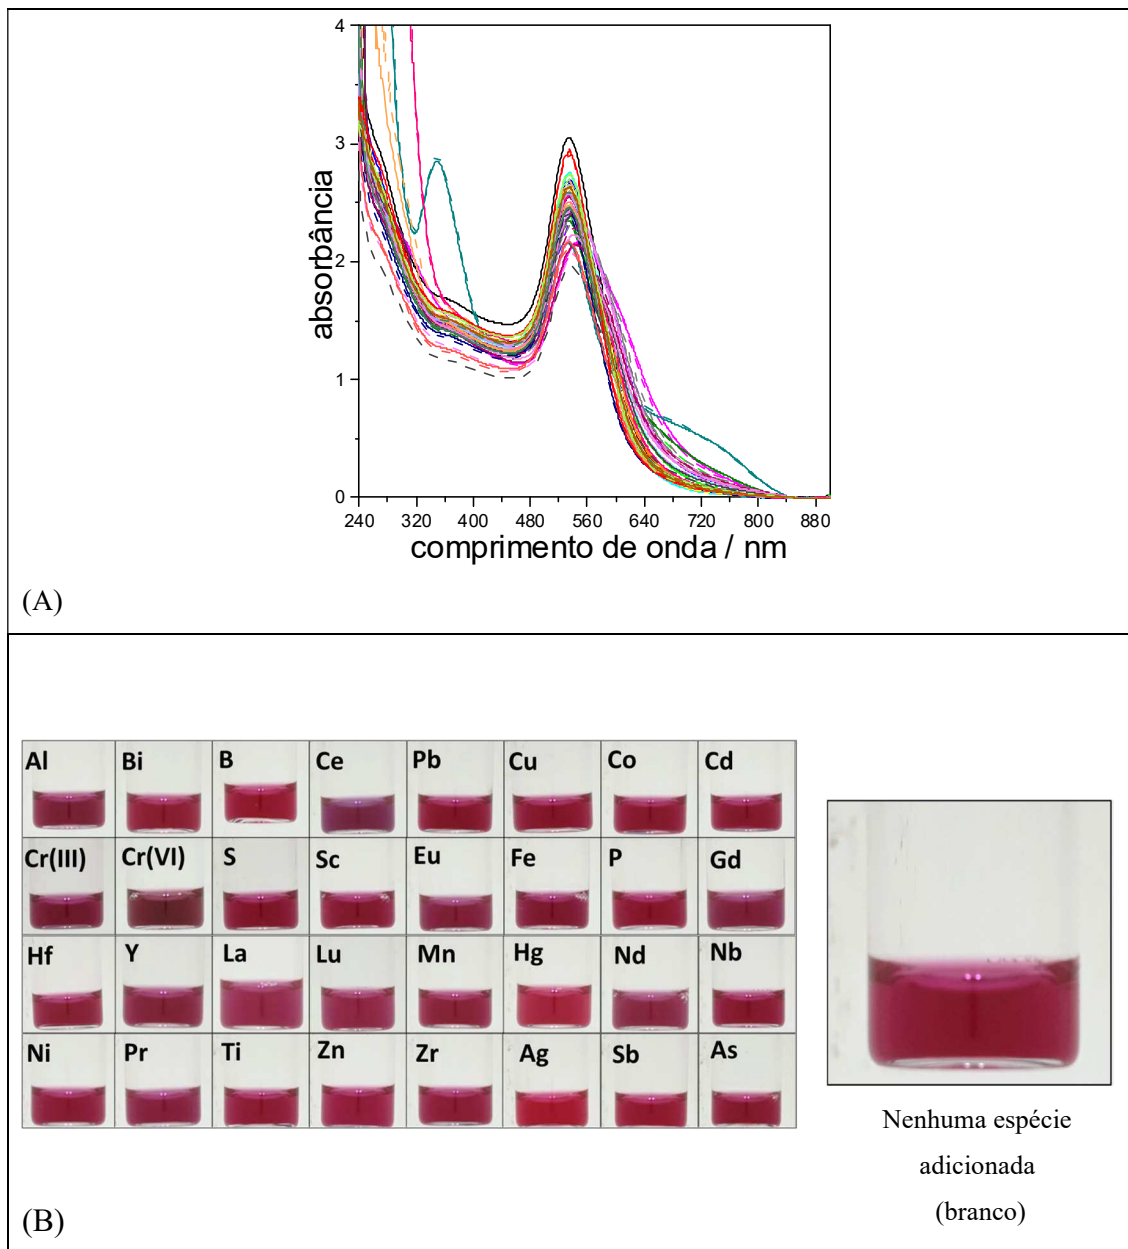 4
3
2
1
0
absorbância
240 320 400 480 560 640 720 800 880
comprimento de onda / nm
(A)
Al Bi B Ce Pb Cu Co Cd
Cr(III) Cr(VI) S Sc Eu Fe P Gd
Hf Y La Lu Mn Hg Nd Nb
Ni Pr Ti Zn Zr Ag Sb As
Nenhuma espécie
adicionada
(branco)
(B)